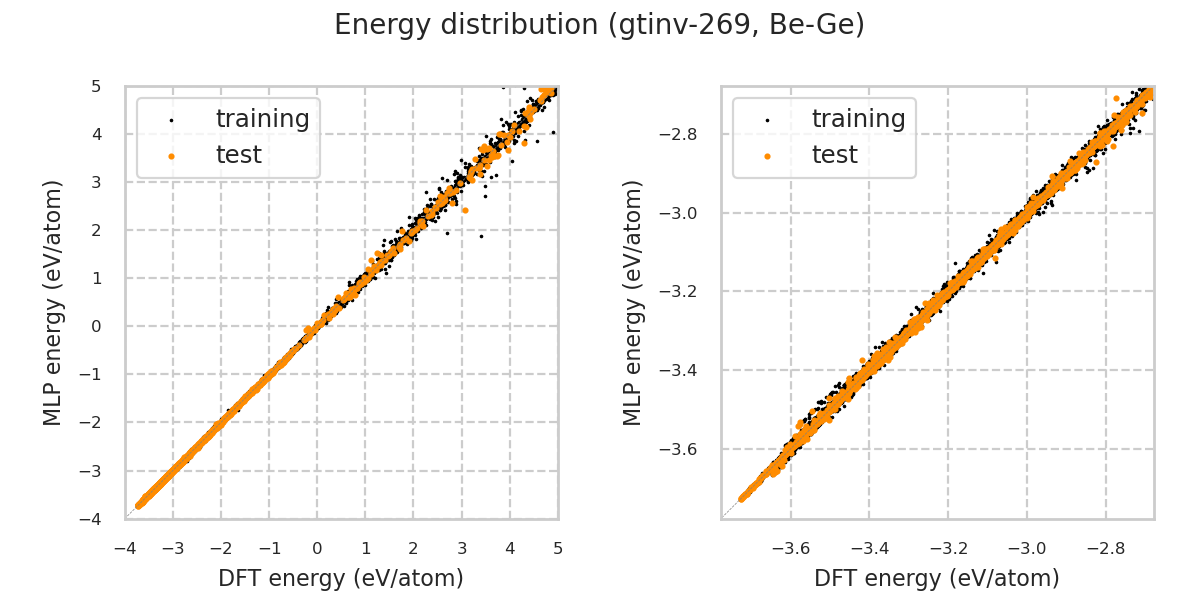 Energy distribution (gtinv-269, Be-Ge)
training
test
5
4
3
2
1
0
−1
−2
−3
−4
MLP energy (eV/atom)
−4 −3 −2 −1 0 1 2 3 4 5
DFT energy (eV/atom)
training
test
−2.8
−3.0
−3.2
−3.4
−3.6
MLP energy (eV/atom)
−3.6 −3.4 −3.2 −3.0 −2.8
DFT energy (eV/atom)